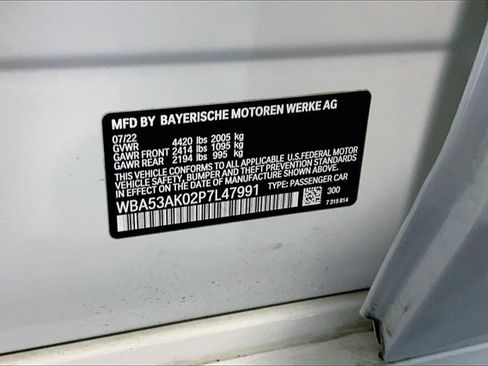 MFD BY BAYERISCHE MOTOREN WERKE AG
07/22
GVWR 4420 lbs 2005 kg
GAWR FRONT 2414 lbs 1095 kg
GAWR REAR 2194 lbs 995 kg
THIS VEHICLE CONFORMS TO ALL APPLICABLE U.S.FEDERAL MOTOR
VEHICLE SAFETY, BUMPER AND THEFT PREVENTION STANDARDS
IN EFFECT ON THE DATE OF MANUFACTURE SHOWN ABOVE.
WBA53AK02P7L47991 TYPE: PASSENGER CAR
300
7 315 814